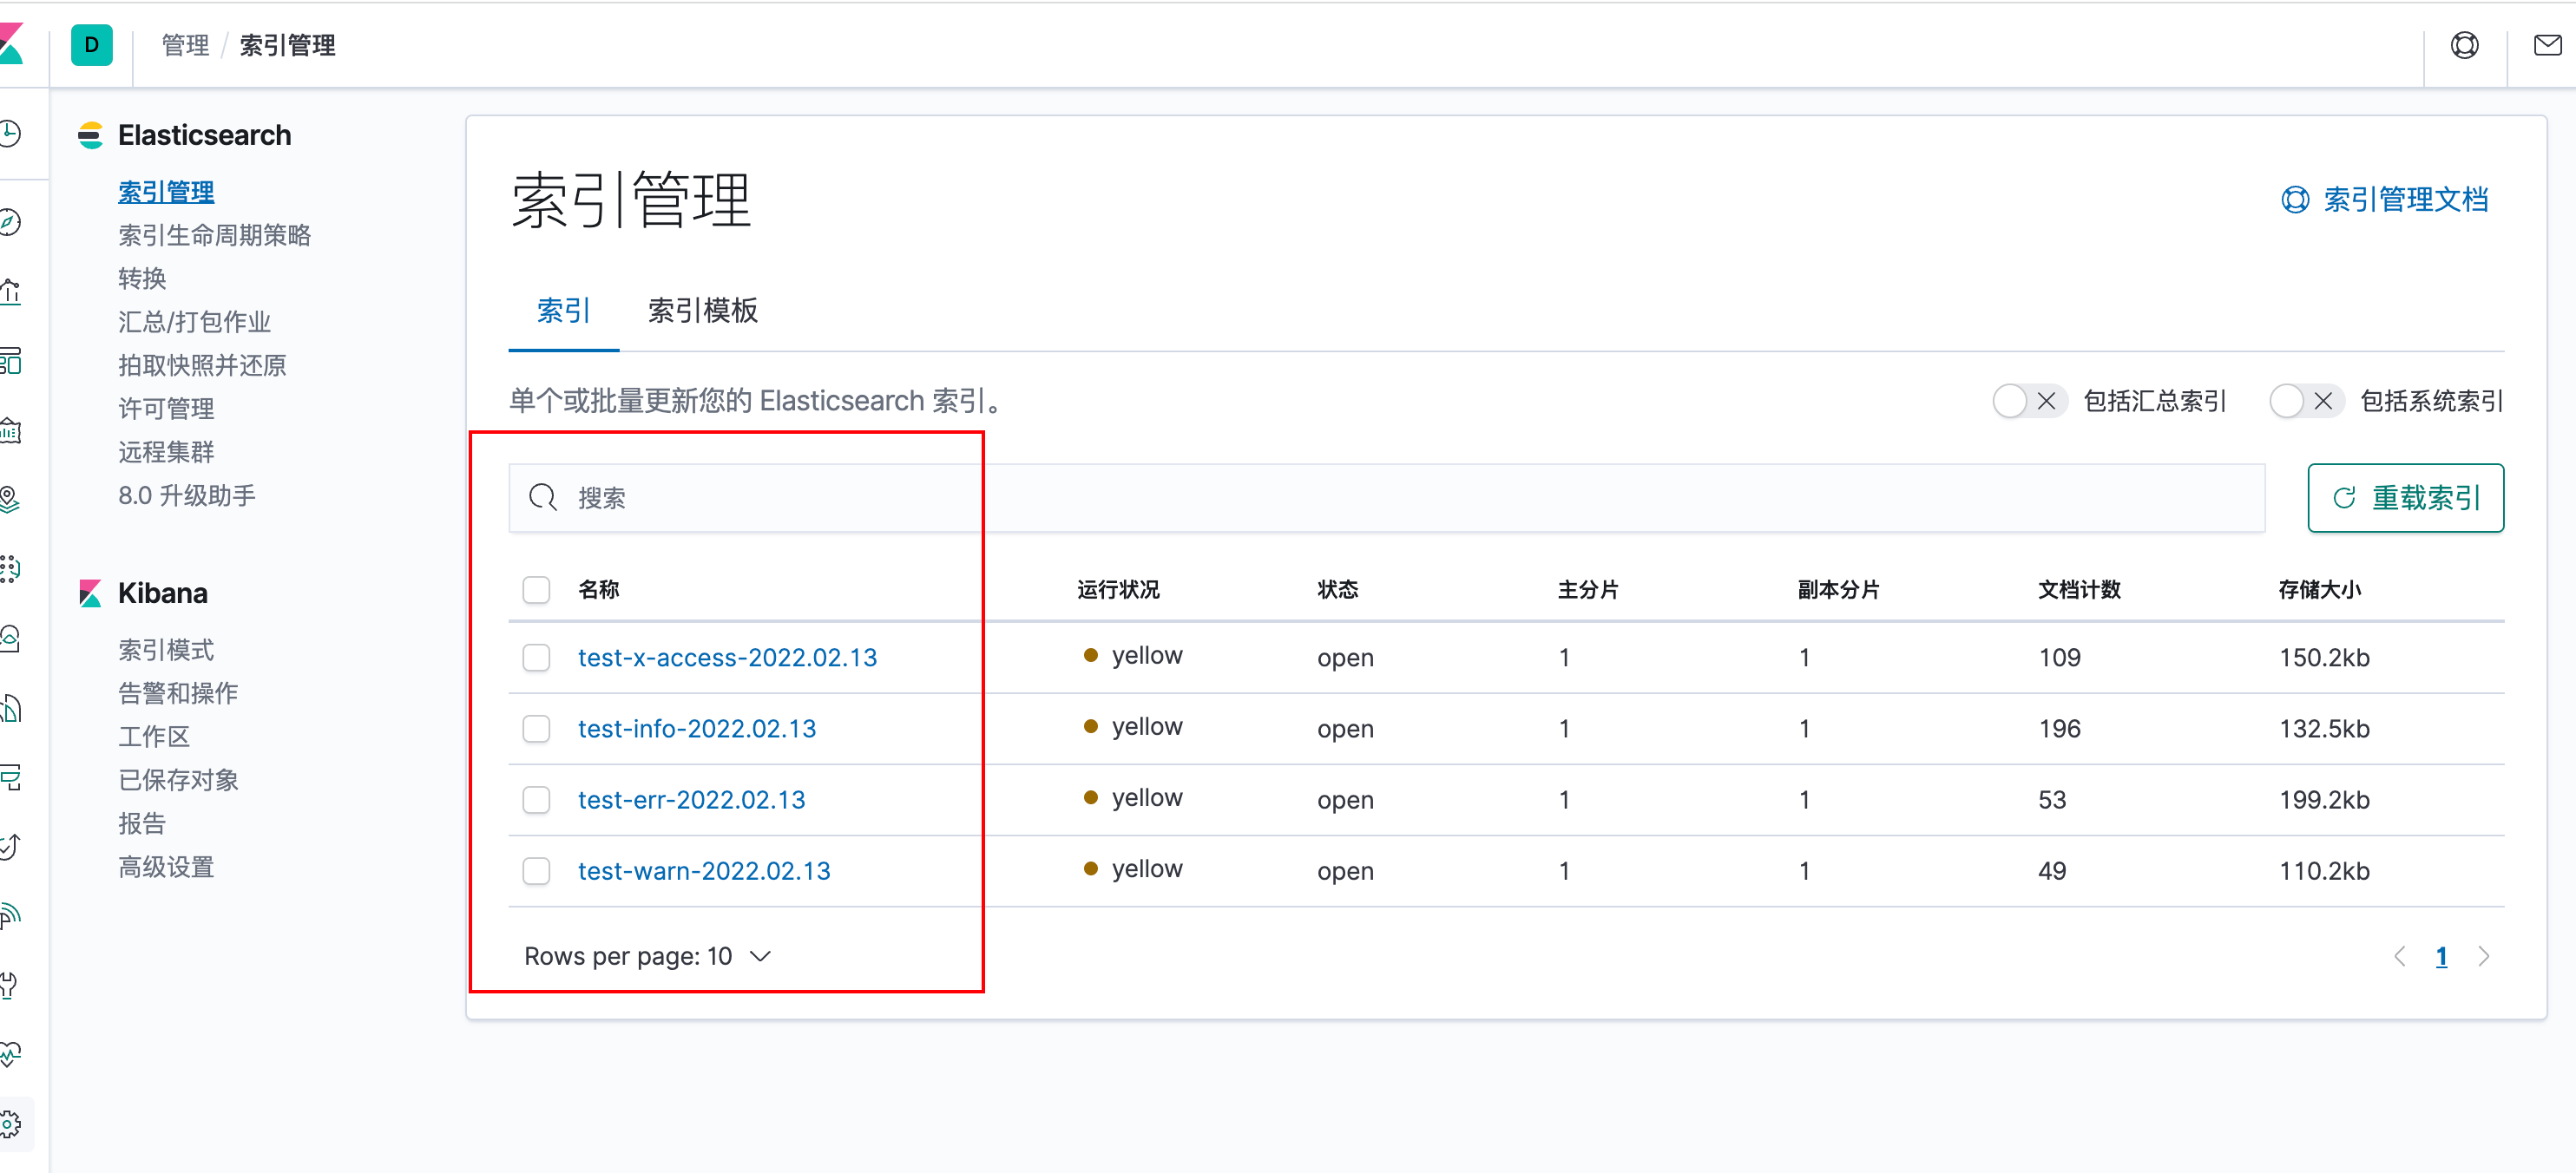 D 管理 / 索引管理
Elasticsearch
索引管理
索引生命周期策略
转换
汇总/打包作业
拍取快照并还原
许可管理
远程集群
8.0 升级助手
Kibana
索引模式
告警和操作
工作区
已保存对象
报告
高级设置
索引管理
索引管理文档
索引 索引模板
单个或批量更新您的 Elasticsearch 索引。 包括汇总索引 包括系统索引
搜索 重载索引
名称 运行状况 状态 主分片 副本分片 文档计数 存储大小
test-x-access-2022.02.13 yellow open 1 1 109 150.2kb
test-info-2022.02.13 yellow open 1 1 196 132.5kb
test-err-2022.02.13 yellow open 1 1 53 199.2kb
test-warn-2022.02.13 yellow open 1 1 49 110.2kb
Rows per page: 10 1